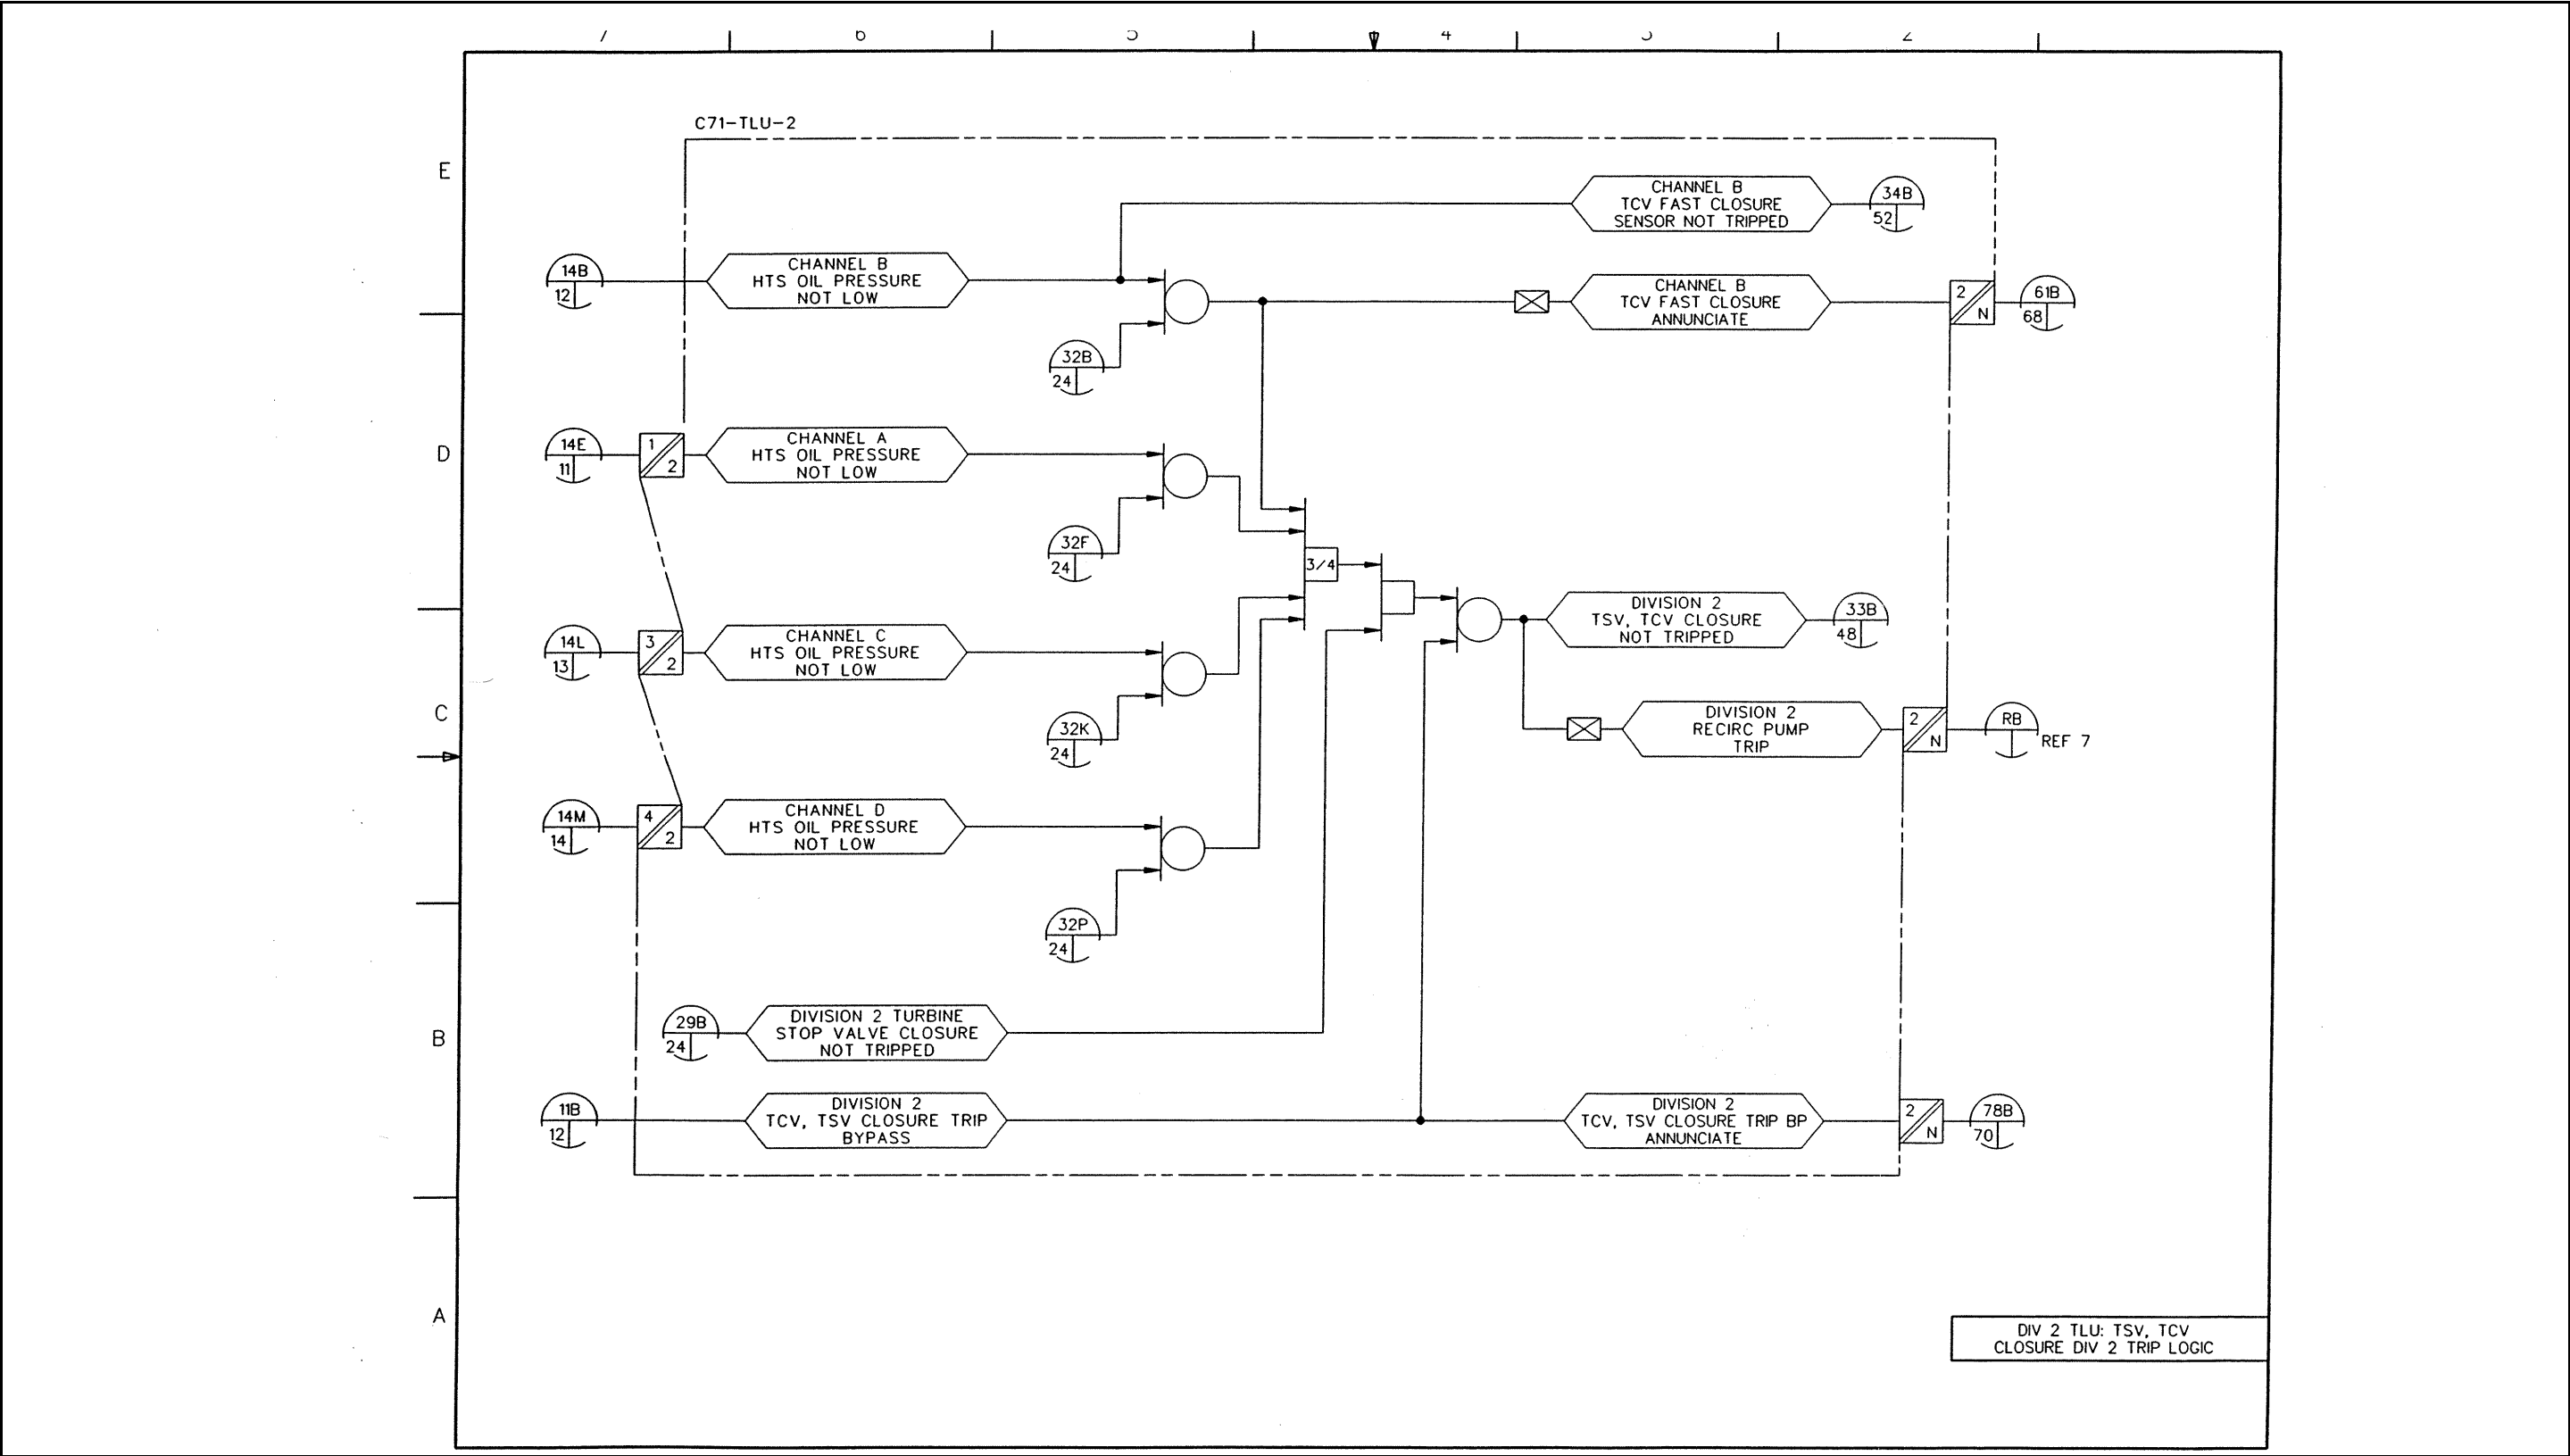 C71-TLU-2
E
CHANNEL B
TCV FAST CLOSURE
SENSOR NOT TRIPPED
34B
52
14B
12
CHANNEL B
HTS OIL PRESSURE
NOT LOW
CHANNEL B
TCV FAST CLOSURE
ANNUNCIATE
2
N
61B
68
32B
24
D
14E
11
1
2
CHANNEL A
HTS OIL PRESSURE
NOT LOW
32F
24
3/4
14L
13
3
2
CHANNEL C
HTS OIL PRESSURE
NOT LOW
DIVISION 2
TSV, TCV CLOSURE
NOT TRIPPED
33B
48
C
32K
24
DIVISION 2
RECIRC PUMP
TRIP
2
N
RB
REF 7
14M
14
4
2
CHANNEL D
HTS OIL PRESSURE
NOT LOW
32P
24
B
29B
24
DIVISION 2 TURBINE
STOP VALVE CLOSURE
NOT TRIPPED
11B
12
DIVISION 2
TCV, TSV CLOSURE TRIP
BYPASS
DIVISION 2
TCV, TSV CLOSURE TRIP BP
ANNUNCIATE
2
N
78B
70
A
DIV 2 TLU: TSV, TCV
CLOSURE DIV 2 TRIP LOGIC